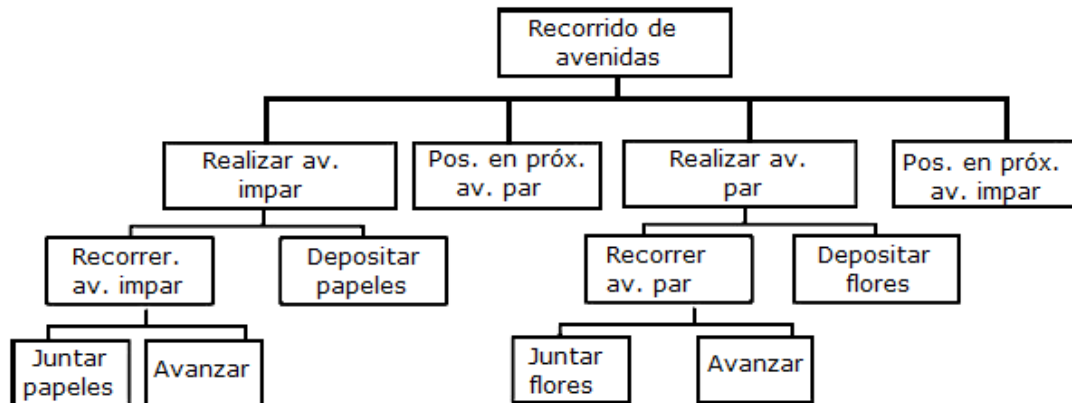 Recorrido de
avenidas
Realizar av.
impar
Pos. en próx.
av. par
Realizar av.
par
Pos. en próx.
av. impar
Recorrer.
av. impar
Depositar
papeles
Recorrer
av. par
Depositar
flores
Juntar
papeles
Avanzar
Juntar
flores
Avanzar